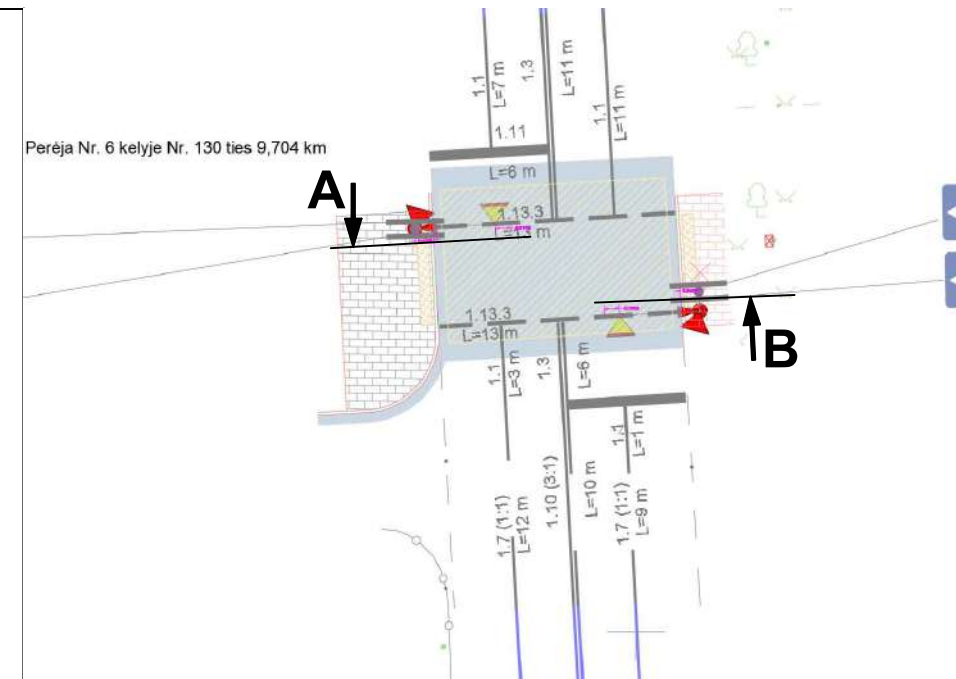 1.1
L=7 m
1.3
L=11 m
1.1
L=11 m
1.11
L=6 m
Perėja Nr. 6 kelyje Nr. 130 ties 9,704 km
A
1.13.3
L=13 m
1.13.3
L=13 m
B
1.1
L=3 m
1.3
L=6 m
1.1
L=1 m
1.7 (1:1)
L=12 m
1.10 (3:1)
L=10 m
1.7 (1:1)
L=9 m